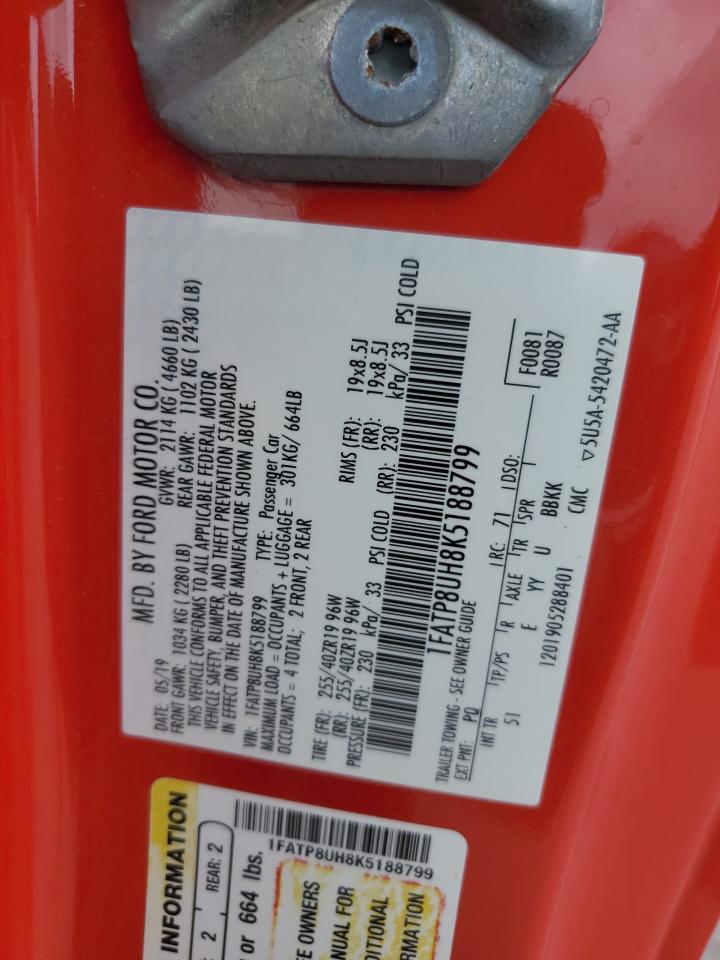 MFD. BY FORD MOTOR CO.
DATE: 05/19 GVWR: 2114 KG ( 4660 LB)
FRONT GAWR: 1034 KG (2280 LB) REAR GAWR: 1102 KG ( 2430 LB)
THIS VEHICLE CONFORMS TO ALL APPLICABLE FEDERAL MOTOR
VEHICLE SAFETY, BUMPER, AND THEFT PREVENTION STANDARDS
IN EFFECT ON THE DATE OF MANUFACTURE SHOWN ABOVE.
VIN: 1FATP8UH8K5188799 TYPE: Passenger Car
MAXIMUM LOAD = OCCUPANTS + LUGGAGE = 301KG/ 664LB
OCCUPANTS = 4 TOTAL; 2 FRONT, 2 REAR
TIRE (FR): 255/40ZR19 96W RIMS (FR): 19x8.5J
(RR): 255/40ZR19 96W (RR): 19x8.5J
PRESSURE (FR): 230 kPa/ 33 PSI COLD (RR): 230 kPa/ 33 PSI COLD
1FATP8UH8K5188799
TRAILER TOWING - SEE OWNER GUIDE
EXT PNT: PQ RC: 71 DSO: F0081
R0087
INT TR TP/PS R AXLE TR SPR
51 E YY U BBKK
1201905288401 CMC ▽5U5A-5420472-AA
INFORMATION
2 REAR: 2
or 664 lbs.
1FATP8UH8K5188799
OWNERS
FOR